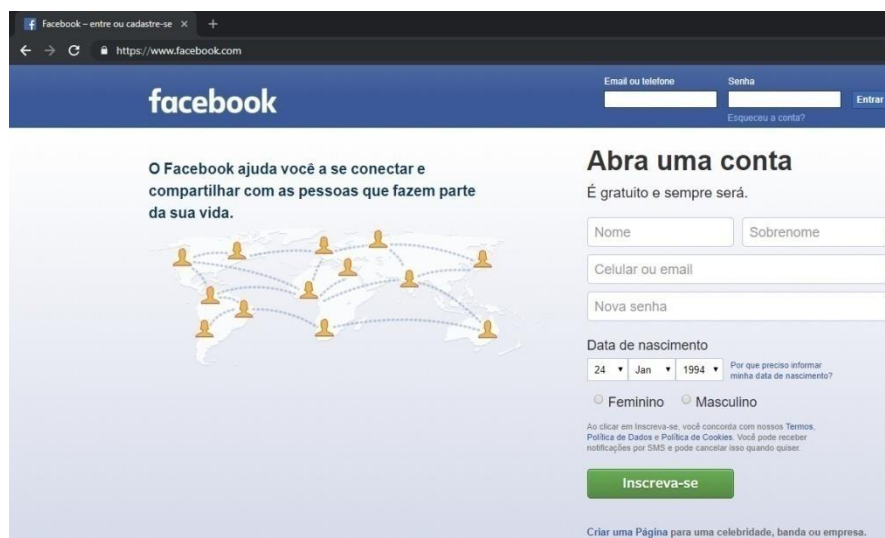 Facebook – entre ou cadastre-se
https://www.facebook.com
facebook
Email ou telefone
Senha
Entrar
Esqueceu a conta?
O Facebook ajuda você a se conectar e
compartilhar com as pessoas que fazem parte
da sua vida.
Abra uma conta
É gratuito e sempre será.
Nome
Sobrenome
Celular ou email
Nova senha
Data de nascimento
24 Jan 1994
Por que preciso informar
minha data de nascimento?
Feminino Masculino
Ao clicar em Inscreva-se, você concorda com nossos Termos,
Política de Dados e Política de Cookies. Você pode receber
notificações por SMS e pode cancelar isso quando quiser.
Inscreva-se
Criar uma Página para uma celebridade, banda ou empresa.